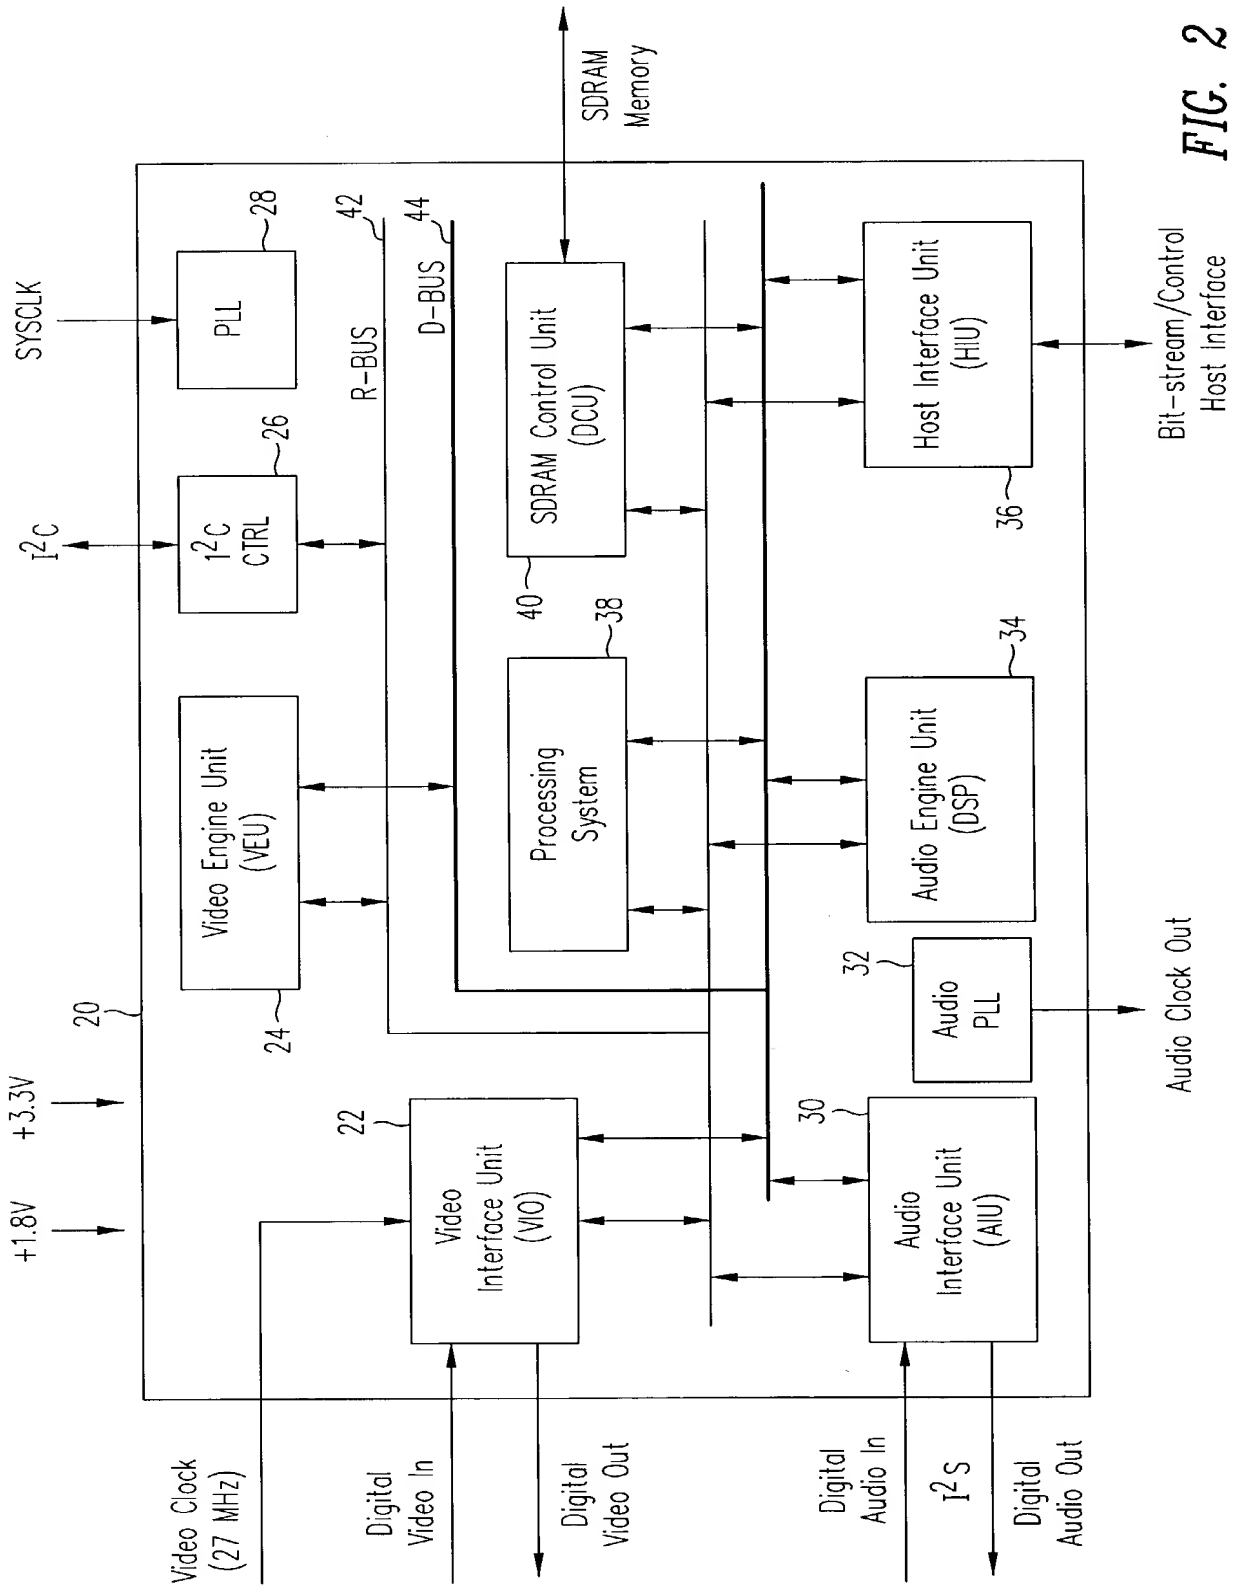 +1.8V
+3.3V
20
I²C
SYSCLK
Video Clock
(27 MHz)
24
Video Engine Unit
(VEU)
1²C
CTRL
26
PLL
28
R-BUS
42
D-BUS
44
Digital
Video In
Digital
Video Out
22
Video
Interface Unit
(VIO)
Processing
System
38
40
SDRAM Control Unit
(DCU)
SDRAM
Memory
Digital
Audio In
I²S
Digital
Audio Out
30
Audio
Interface Unit
(AIU)
32
Audio
PLL
Audio Engine Unit
(DSP)
34
36
Host Interface Unit
(HIU)
Audio Clock Out
Bit-stream/Control
Host Interface
FIG. 2